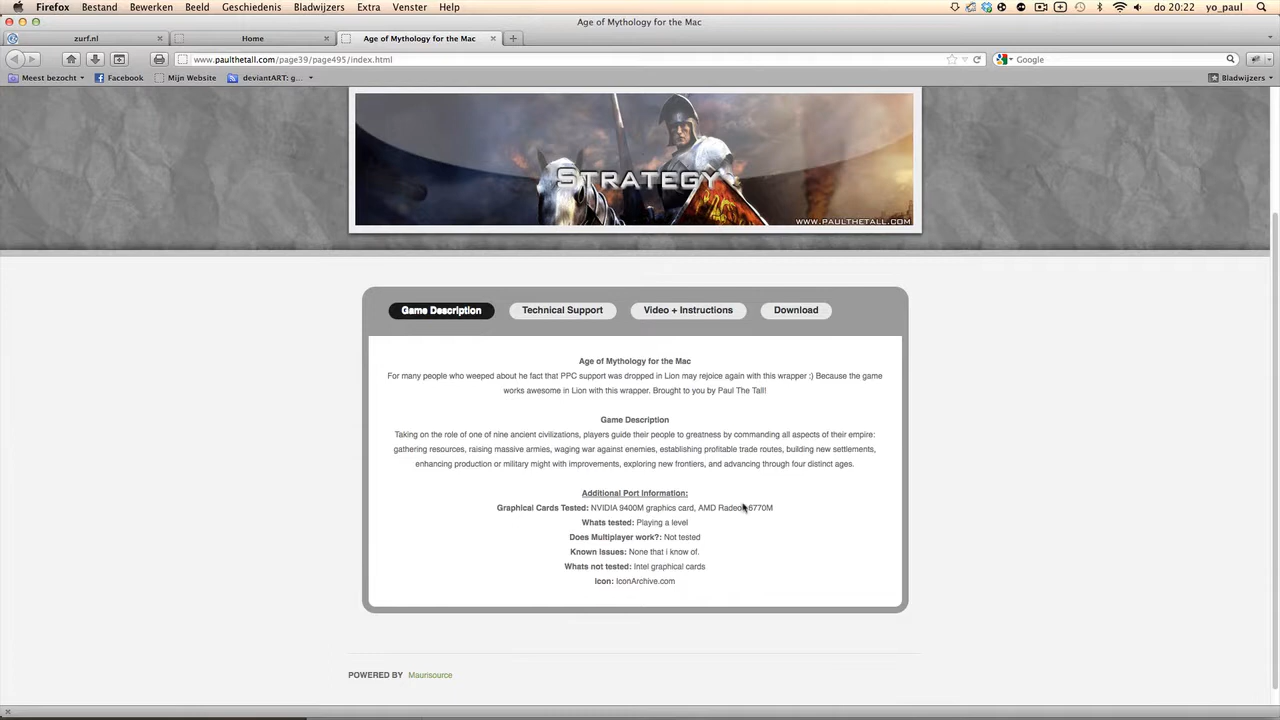 Firefox Bestand Bewerken Beeld Geschiedenis Bladwijzers Extra Venster Help do 20:22 yo_paul
Age of Mythology for the Mac
zurf.nl Home Age of Mythology for the Mac
www.paulthetall.com/page39/page495/index.html Google
Meest bezocht Facebook Mijn Website deviantART: g... Bladwijzers
STRATEGY
WWW.PAULTHETALL.COM
Game Description Technical Support Video + Instructions Download
Age of Mythology for the Mac
For many people who weeped about he fact that PPC support was dropped in Lion may rejoice again with this wrapper :) Because the game
works awesome in Lion with this wrapper. Brought to you by Paul The Tall!
Game Description
Taking on the role of one of nine ancient civilizations, players guide their people to greatness by commanding all aspects of their empire:
gathering resources, raising massive armies, waging war against enemies, establishing profitable trade routes, building new settlements,
enhancing production or military might with improvements, exploring new frontiers, and advancing through four distinct ages.
Additional Port Information:
Graphical Cards Tested: NVIDIA 9400M graphics card, AMD Radeon 6770M
Whats tested: Playing a level
Does Multiplayer work?: Not tested
Known issues: None that i know of.
Whats not tested: Intel graphical cards
Icon: IconArchive.com
POWERED BY Maurisource